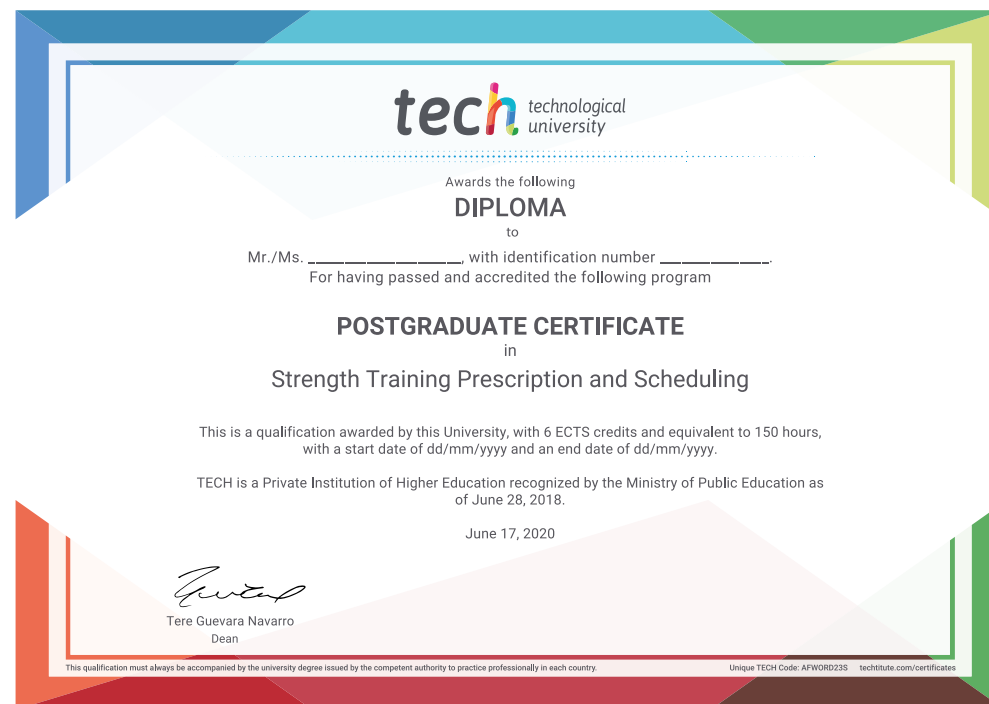 tech technological
university
Awards the following
DIPLOMA
to
Mr./Ms. ____________________, with identification number ______________.
For having passed and accredited the following program
POSTGRADUATE CERTIFICATE
in
Strength Training Prescription and Scheduling
This is a qualification awarded by this University, with 6 ECTS credits and equivalent to 150 hours,
with a start date of dd/mm/yyyy and an end date of dd/mm/yyyy.
TECH is a Private Institution of Higher Education recognized by the Ministry of Public Education as
of June 28, 2018.
June 17, 2020
Tere Guevara Navarro
Dean
This qualification must always be accompanied by the university degree issued by the competent authority to practice professionally in each country.
Unique TECH Code: AFWORD23S techtitute.com/certificates